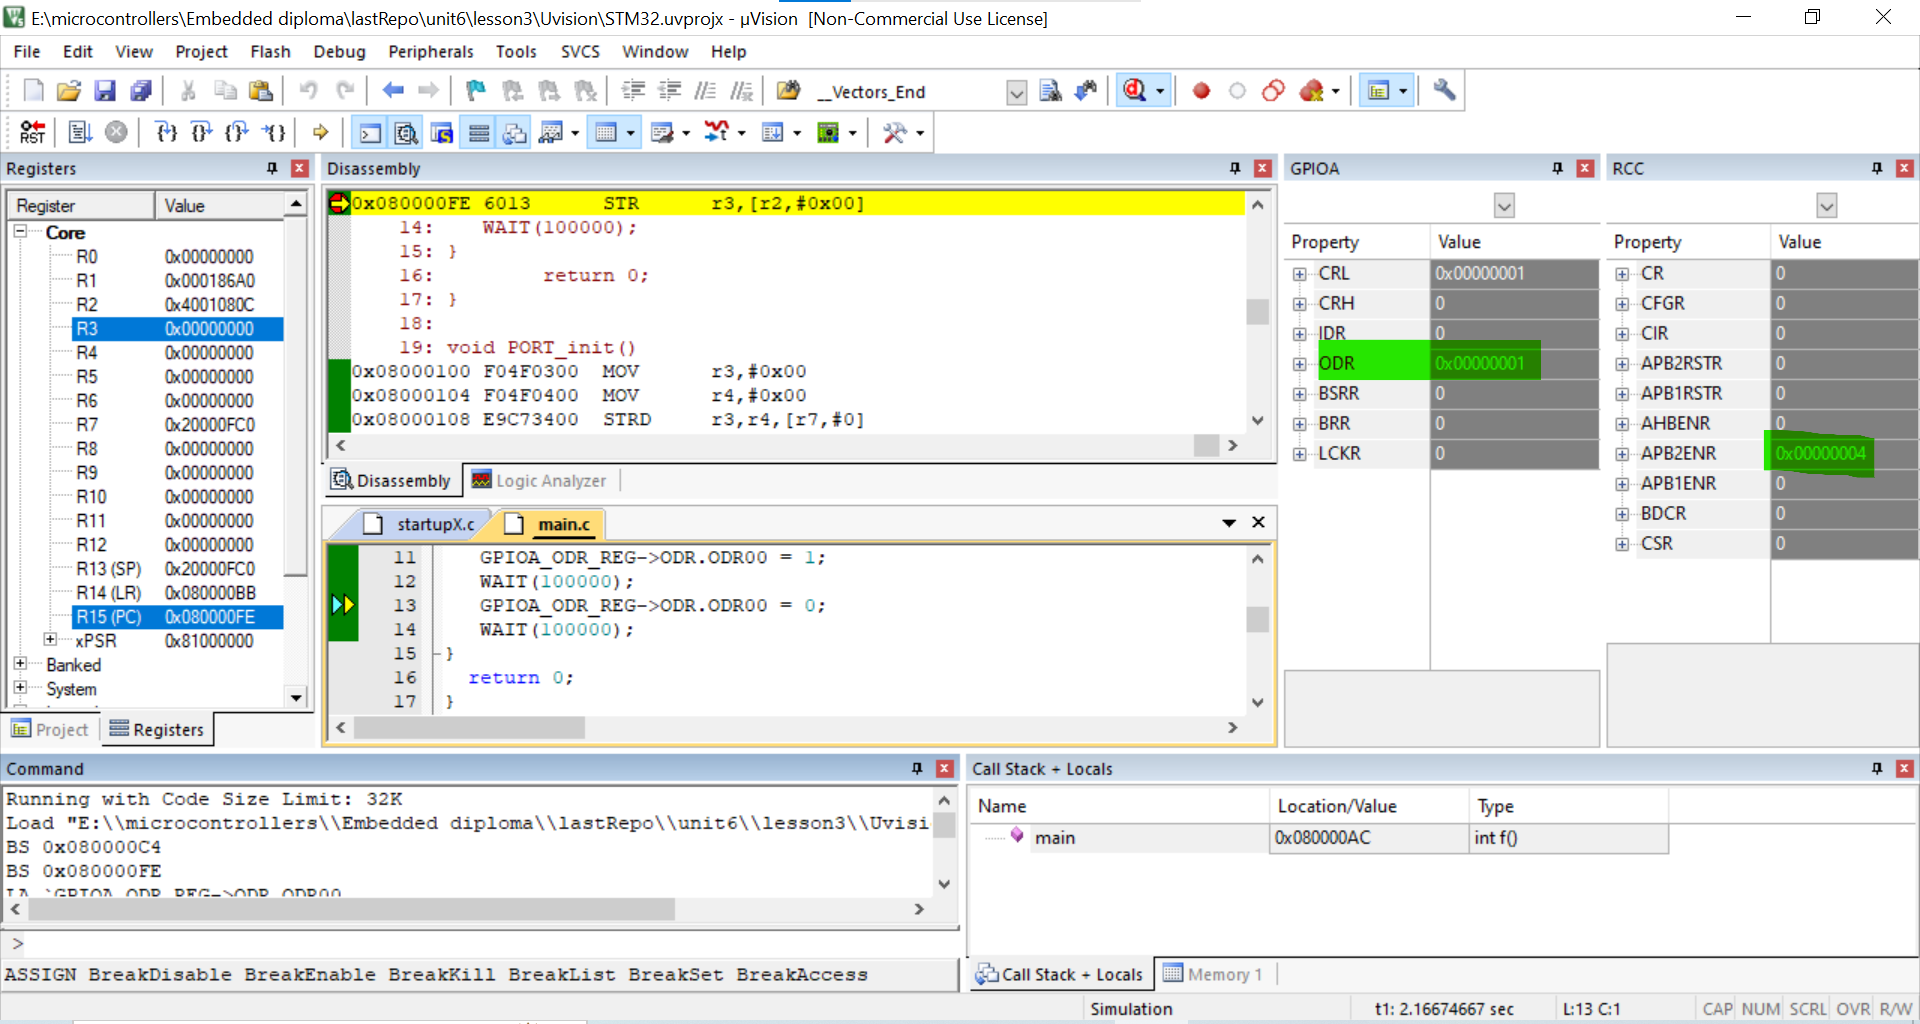 E:\microcontrollers\Embedded diploma\lastRepo\unit6\lesson3\Uvision\STM32.uvprojx - µVision  [Non-Commercial Use License]
File Edit View Project Flash Debug Peripherals Tools SVCS Window Help
__Vectors_End
RST
Registers
Register Value
Core
R0 0x00000000
R1 0x000186A0
R2 0x4001080C
R3 0x00000000
R4 0x00000000
R5 0x00000000
R6 0x00000000
R7 0x20000FC0
R8 0x00000000
R9 0x00000000
R10 0x00000000
R11 0x00000000
R12 0x00000000
R13 (SP) 0x20000FC0
R14 (LR) 0x080000BB
R15 (PC) 0x080000FE
xPSR 0x81000000
Banked
System
Project Registers
Disassembly
0x080000FE 6013 STR r3,[r2,#0x00]
14: WAIT(100000);
15: }
16: return 0;
17: }
18:
19: void PORT_init()
0x08000100 F04F0300 MOV r3,#0x00
0x08000104 F04F0400 MOV r4,#0x00
0x08000108 E9C73400 STRD r3,r4,[r7,#0]
Disassembly Logic Analyzer
startupX.c main.c
11 GPIOA_ODR_REG->ODR.ODR00 = 1;
12 WAIT(100000);
13 GPIOA_ODR_REG->ODR.ODR00 = 0;
14 WAIT(100000);
15 }
16 return 0;
17 }
GPIOA
Property Value
CRL 0x00000001
CRH 0
IDR 0
ODR 0x00000001
BSRR 0
BRR 0
LCKR 0
RCC
Property Value
CR 0
CFGR 0
CIR 0
APB2RSTR 0
APB1RSTR 0
AHBENR 0
APB2ENR 0x00000004
APB1ENR 0
BDCR 0
CSR 0
Command
Running with Code Size Limit: 32K
Load "E:\\microcontrollers\\Embedded diploma\\lastRepo\\unit6\\lesson3\\Uvisi
BS 0x080000C4
BS 0x080000FE
LA `GPIOA_ODR_REG->ODR.ODR00
>
ASSIGN BreakDisable BreakEnable BreakKill BreakList BreakSet BreakAccess
Call Stack + Locals
Name Location/Value Type
main 0x080000AC int f()
Call Stack + Locals Memory 1
Simulation t1: 2.16674667 sec L:13 C:1 CAP NUM SCRL OVR R/W